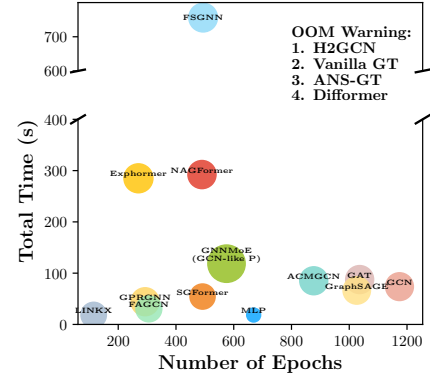 FSGNN
OOM Warning:
1. H2GCN
2. Vanilla GT
3. ANS-GT
4. Difformer
700
600
400
300
200
100
0
Total Time (s)
Exphormer
NAGFormer
GNNMoE
(GCN-like P)
ACMGCN
GAT
GCN
GraphSAGE
SGFormer
GPRGNN
FAGCN
LINKX
MLP
200
400
600
800
1000
1200
Number of Epochs